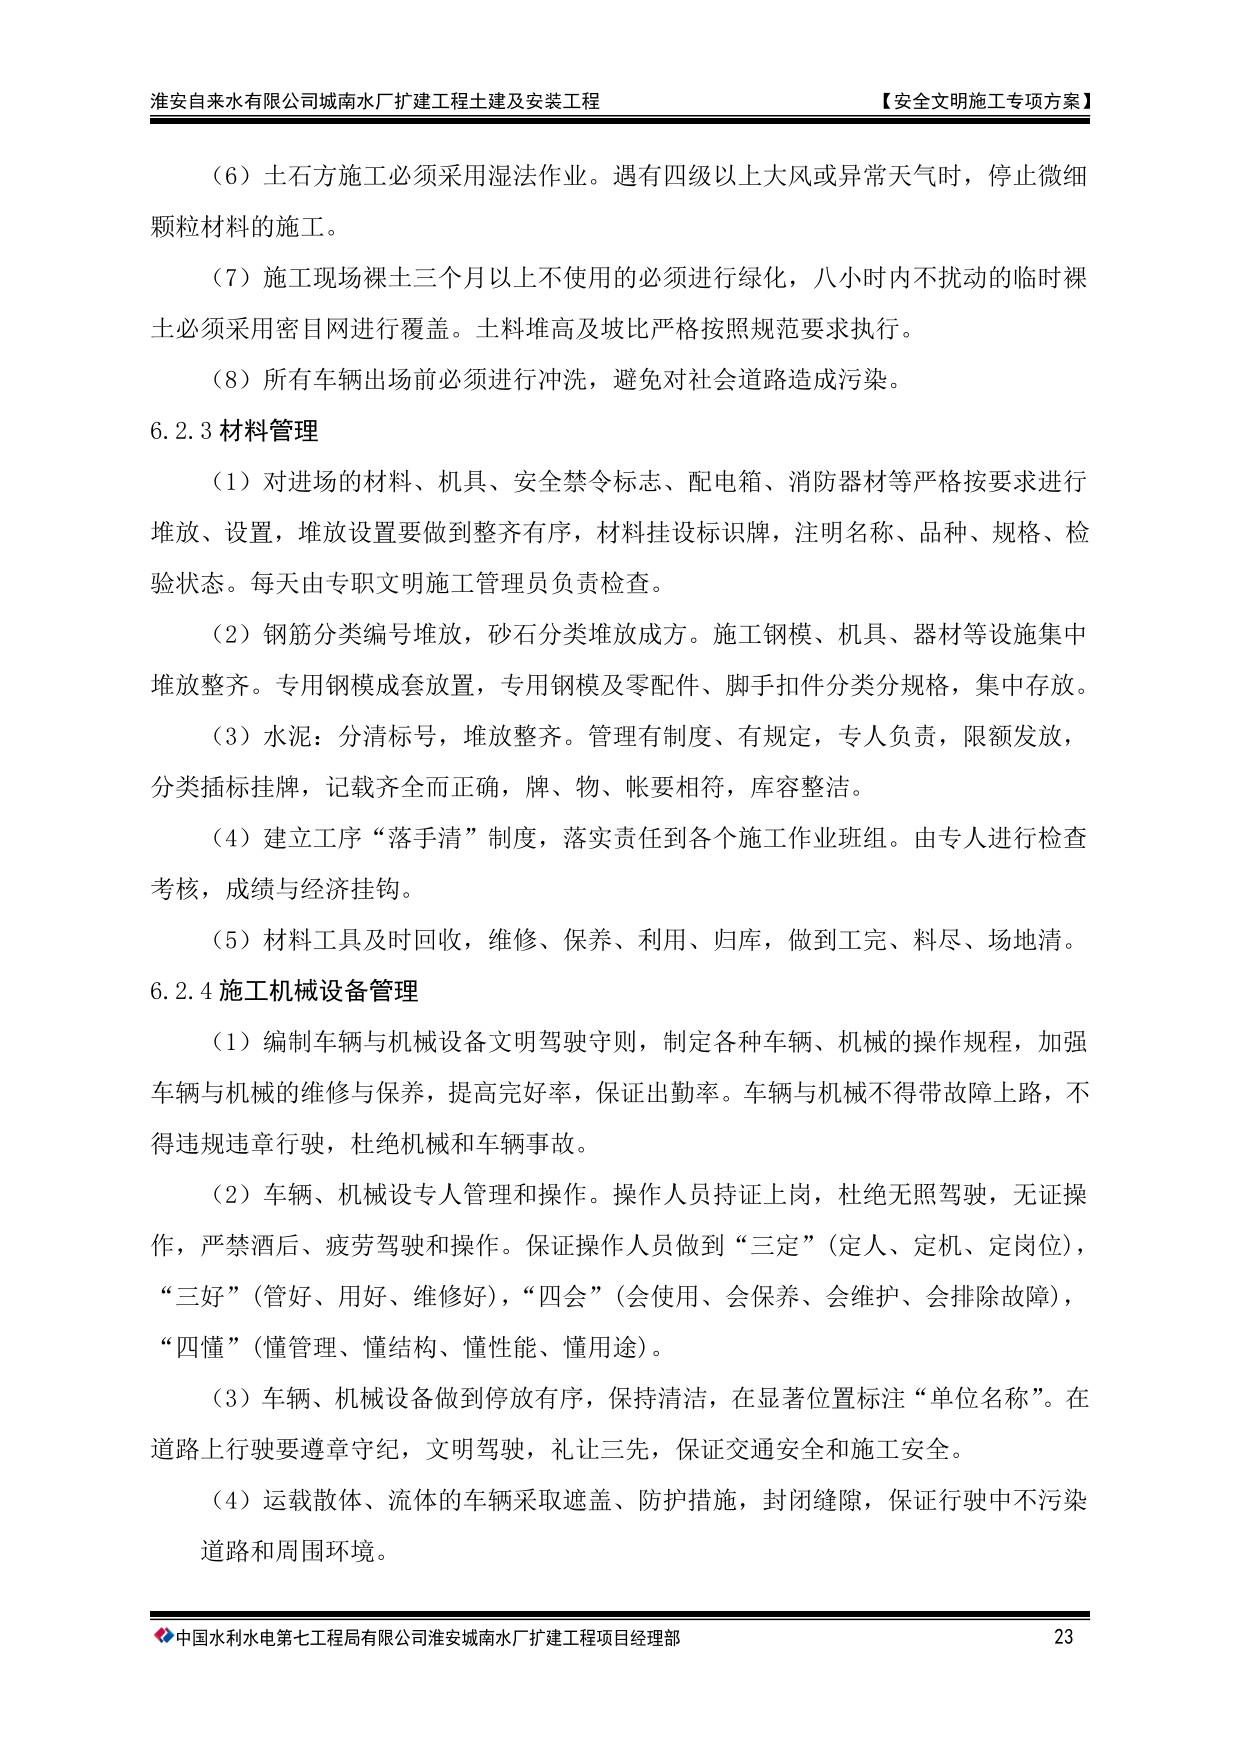 淮安自来水有限公司城南水厂扩建工程土建及安装工程 【安全文明施工专项方案】
（6）土石方施工必须采用湿法作业。遇有四级以上大风或异常天气时，停止微细
颗粒材料的施工。
（7）施工现场裸土三个月以上不使用的必须进行绿化，八小时内不扰动的临时裸
土必须采用密目网进行覆盖。土料堆高及坡比严格按照规范要求执行。
（8）所有车辆出场前必须进行冲洗，避免对社会道路造成污染。
6.2.3 材料管理
（1）对进场的材料、机具、安全禁令标志、配电箱、消防器材等严格按要求进行
堆放、设置，堆放设置要做到整齐有序，材料挂设标识牌，注明名称、品种、规格、检
验状态。每天由专职文明施工管理员负责检查。
（2）钢筋分类编号堆放，砂石分类堆放成方。施工钢模、机具、器材等设施集中
堆放整齐。专用钢模成套放置，专用钢模及零配件、脚手扣件分类分规格，集中存放。
（3）水泥：分清标号，堆放整齐。管理有制度、有规定，专人负责，限额发放，
分类插标挂牌，记载齐全而正确，牌、物、帐要相符，库容整洁。
（4）建立工序“落手清”制度，落实责任到各个施工作业班组。由专人进行检查
考核，成绩与经济挂钩。
（5）材料工具及时回收，维修、保养、利用、归库，做到工完、料尽、场地清。
6.2.4 施工机械设备管理
（1）编制车辆与机械设备文明驾驶守则，制定各种车辆、机械的操作规程，加强
车辆与机械的维修与保养，提高完好率，保证出勤率。车辆与机械不得带故障上路，不
得违规违章行驶，杜绝机械和车辆事故。
（2）车辆、机械设专人管理和操作。操作人员持证上岗，杜绝无照驾驶，无证操
作，严禁酒后、疲劳驾驶和操作。保证操作人员做到“三定”(定人、定机、定岗位)，
“三好”(管好、用好、维修好)，“四会”(会使用、会保养、会维护、会排除故障)，
“四懂”(懂管理、懂结构、懂性能、懂用途)。
（3）车辆、机械设备做到停放有序，保持清洁，在显著位置标注“单位名称”。在
道路上行驶要遵章守纪，文明驾驶，礼让三先，保证交通安全和施工安全。
（4）运载散体、流体的车辆采取遮盖、防护措施，封闭缝隙，保证行驶中不污染
道路和周围环境。
中国水利水电第七工程局有限公司淮安城南水厂扩建工程项目经理部 23